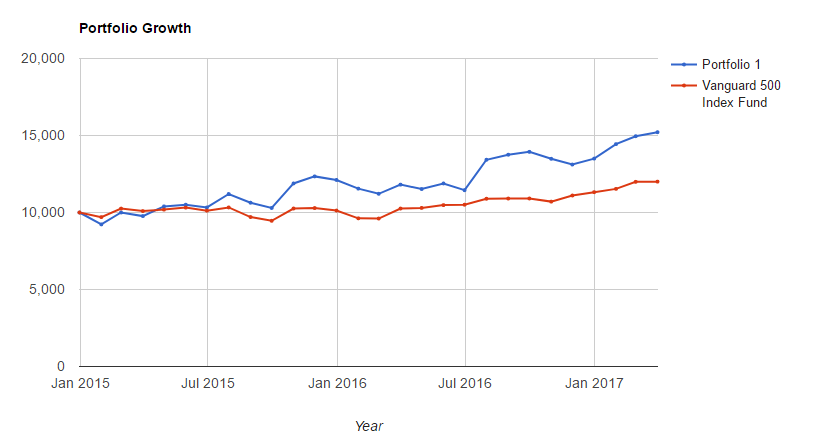 Portfolio Growth
20,000
15,000
10,000
5,000
0
Jan 2015
Jul 2015
Jan 2016
Jul 2016
Jan 2017
Year
Portfolio 1
Vanguard 500
Index Fund